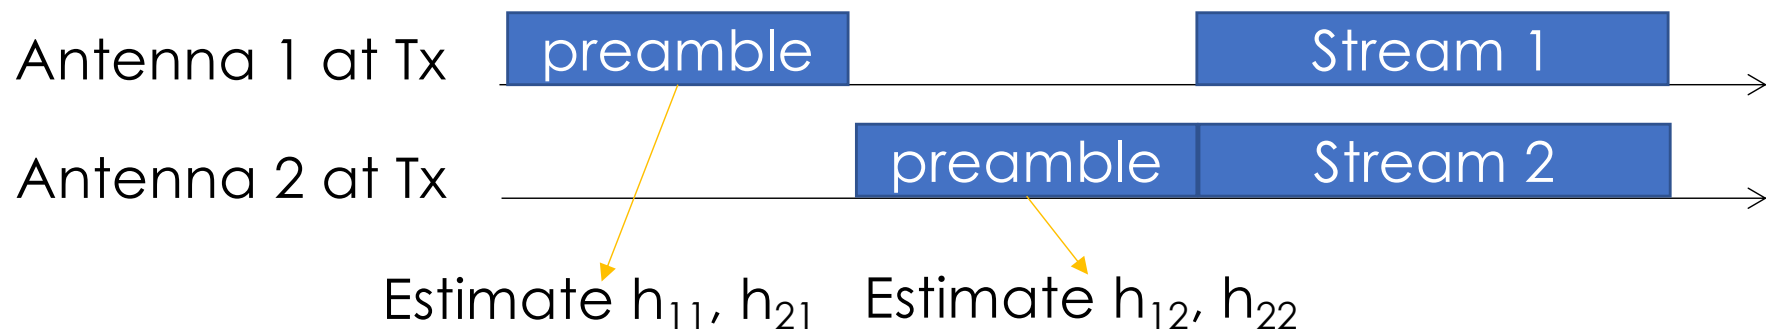 Antenna 1 at Tx preamble Stream 1
Antenna 2 at Tx preamble Stream 2
Estimate h₁₁, h₂₁ Estimate h₁₂, h₂₂